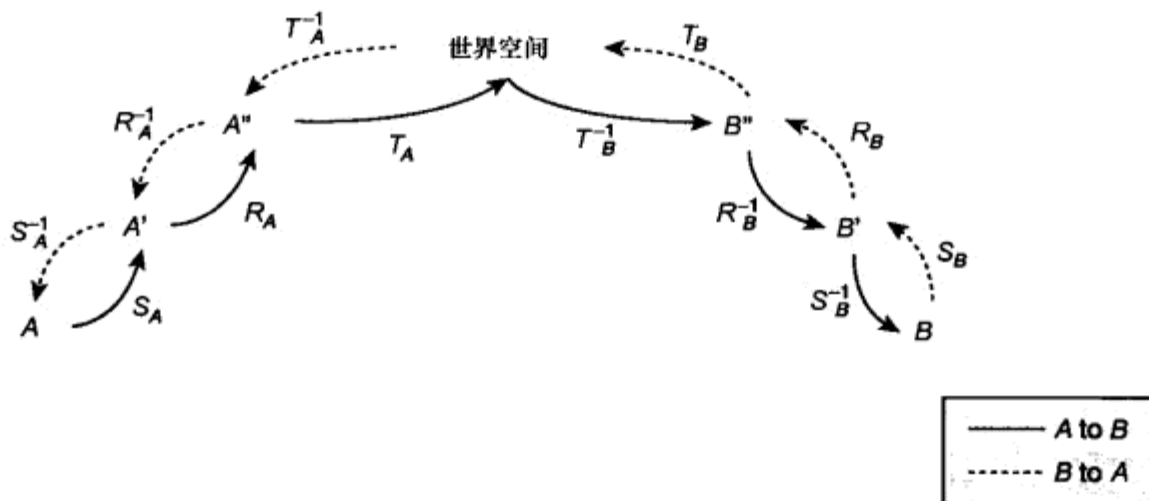 T_A^{-1} 世界空间 T_B
R_A^{-1} A" T_A T_B^{-1} B" R_B
S_A^{-1} A' R_A R_B^{-1} B' S_B
A S_A S_B^{-1} B
A to B
B to A